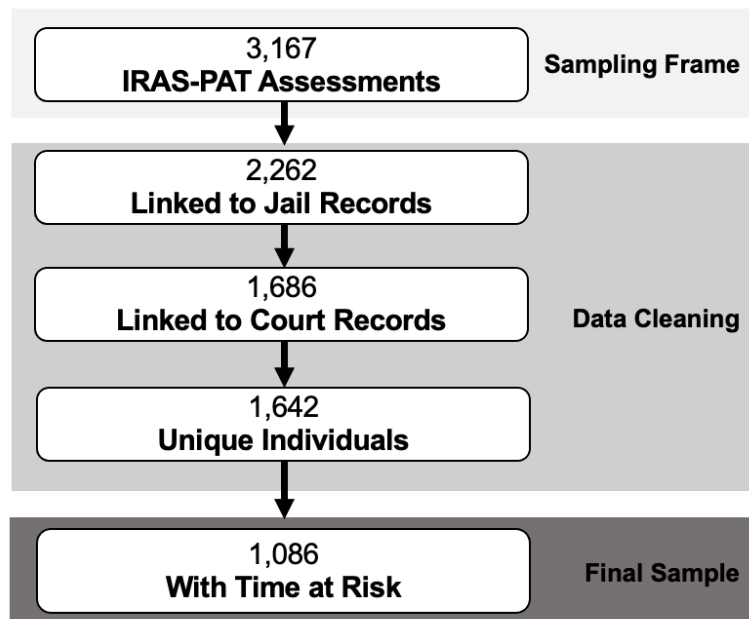 3,167
IRAS-PAT Assessments
Sampling Frame
2,262
Linked to Jail Records
1,686
Linked to Court Records
Data Cleaning
1,642
Unique Individuals
1,086
With Time at Risk
Final Sample